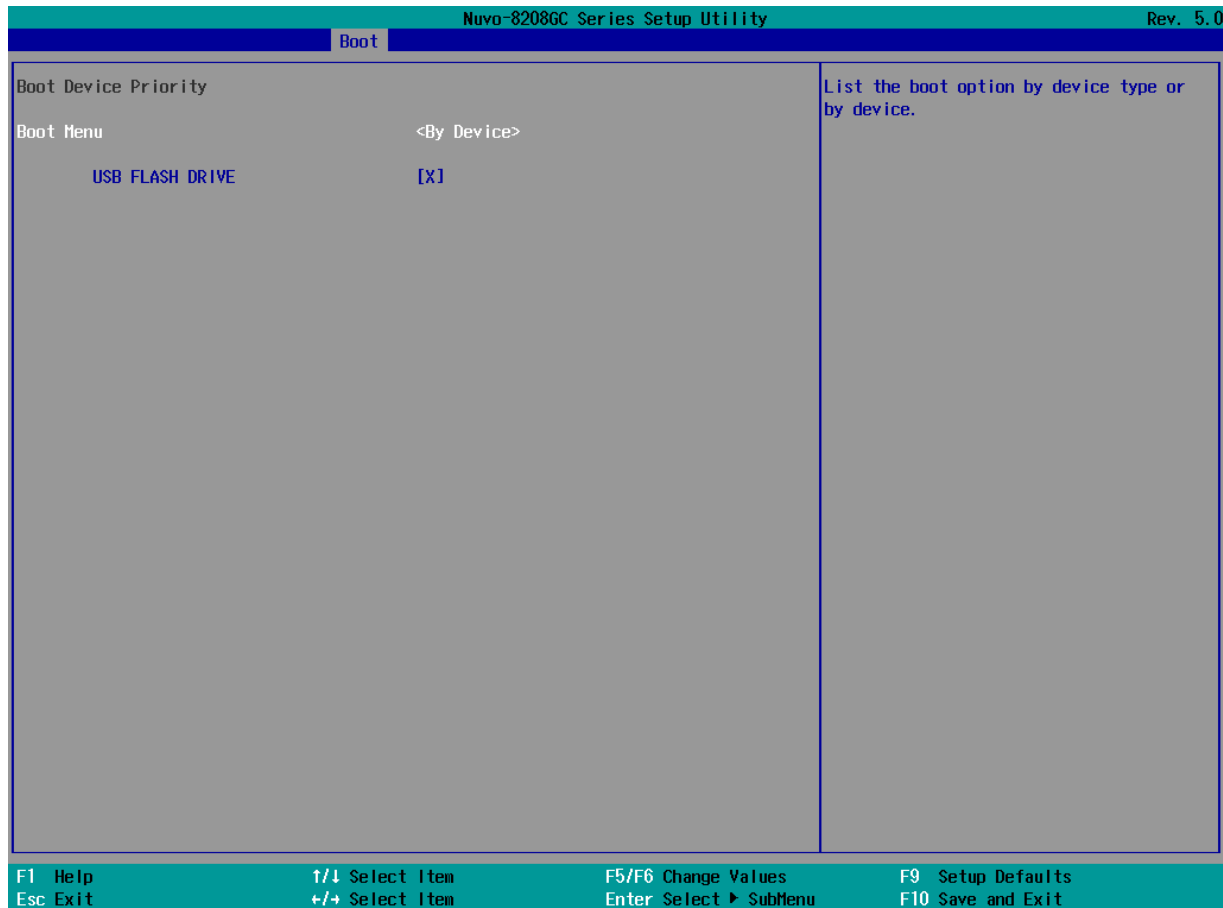 Nuvo-8208GC Series Setup Utility Rev. 5.0
Boot
Boot Device Priority
Boot Menu <By Device>
USB FLASH DRIVE [X]
List the boot option by device type or
by device.
F1 Help ↑/↓ Select Item F5/F6 Change Values F9 Setup Defaults
Esc Exit ←/→ Select Item Enter Select ▶ SubMenu F10 Save and Exit